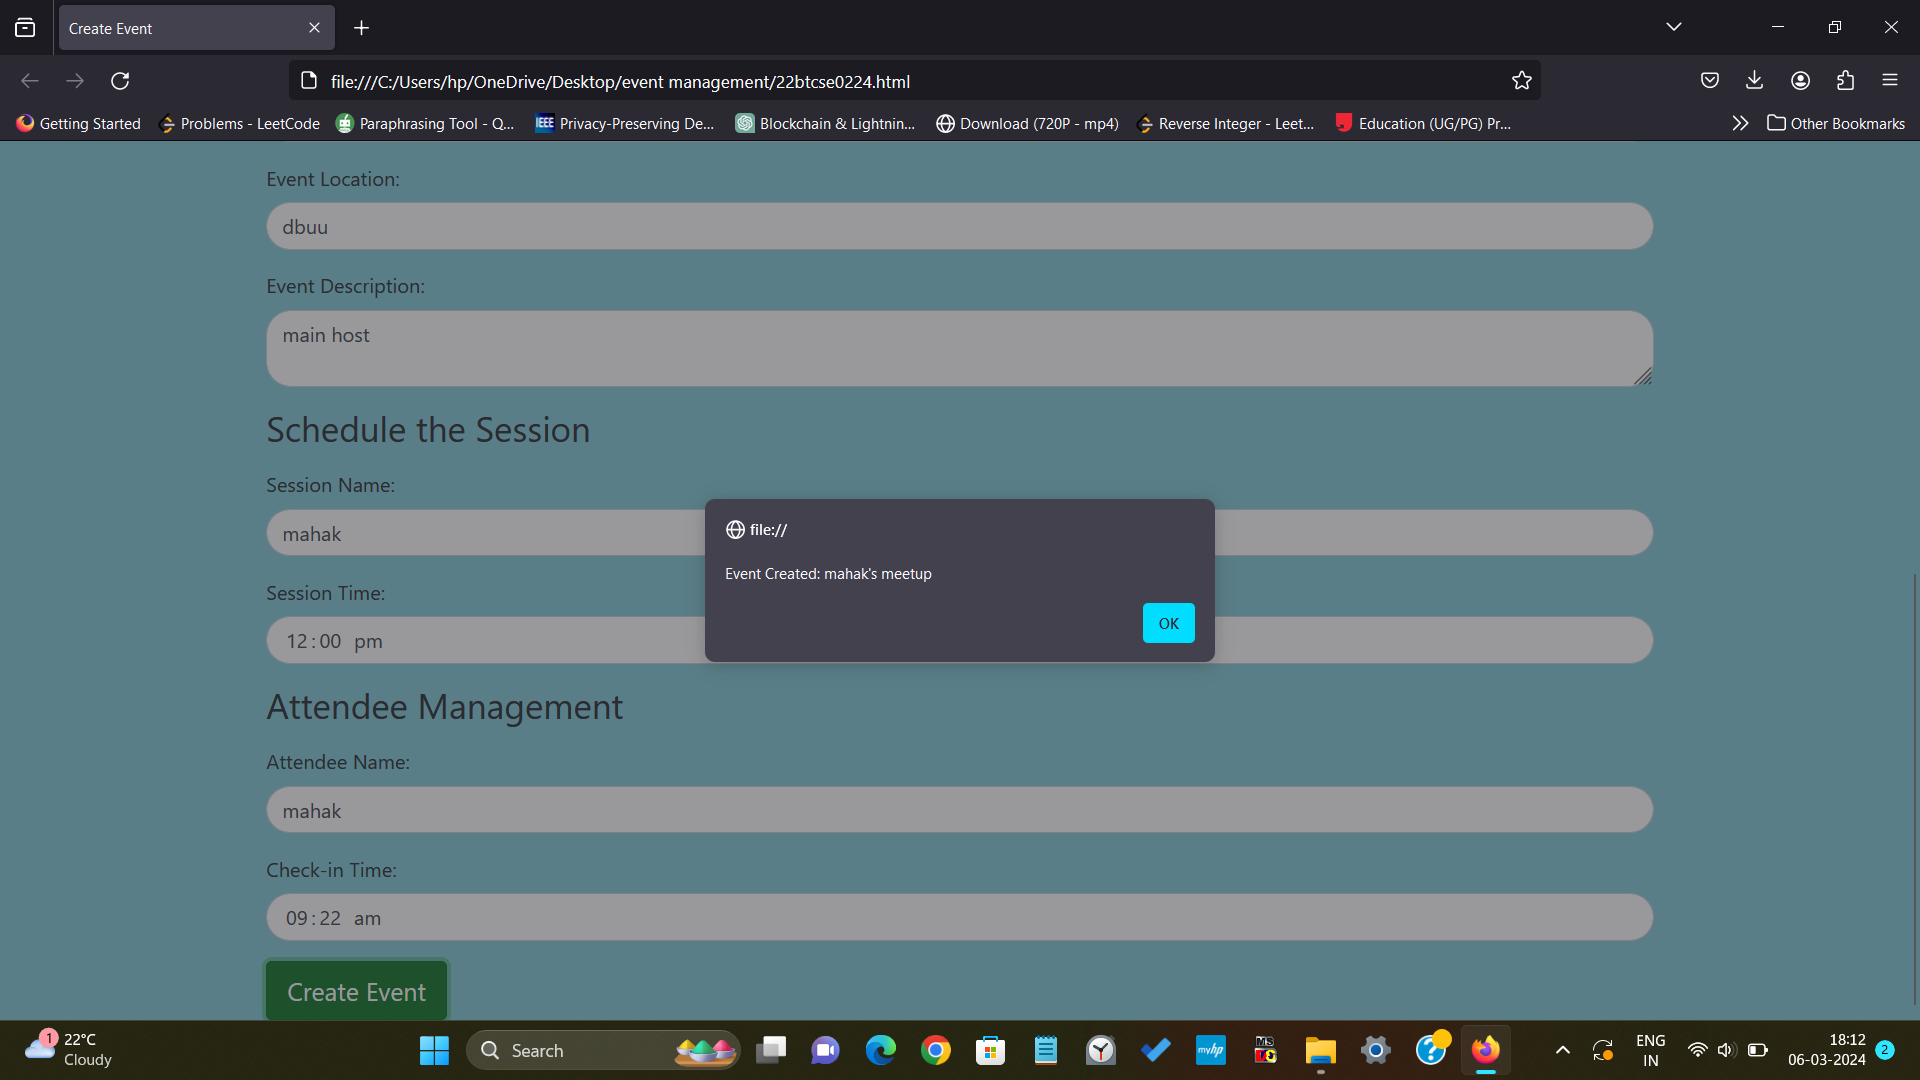 Create Event
file:///C:/Users/hp/OneDrive/Desktop/event management/22btcse0224.html
Getting Started
Problems - LeetCode
Paraphrasing Tool - Q...
IEEE
Privacy-Preserving De...
Blockchain & Lightnin...
Download (720P - mp4)
Reverse Integer - Leet...
Education (UG/PG) Pr...
Other Bookmarks
Event Location:
dbuu
Event Description:
main host
Schedule the Session
Session Name:
mahak
Session Time:
12:00 pm
file://
Event Created: mahak's meetup
OK
Attendee Management
Attendee Name:
mahak
Check-in Time:
09:22 am
Create Event
1
22°C
Cloudy
Search
myhp
MS
ENG
IN
18:12
06-03-2024
2